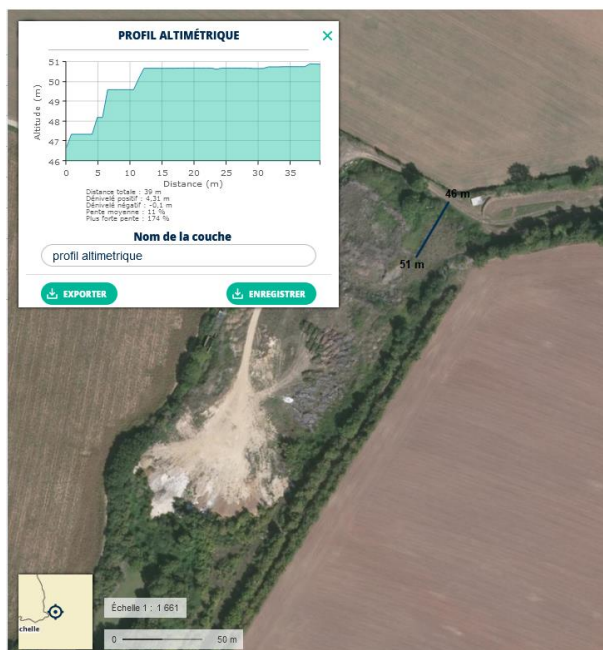 PROFIL ALTIMÉTRIQUE
51
50
49
48
47
46
Altitude (m)
0 5 10 15 20 25 30 35
Distance (m)
Distance totale : 39 m
Dénivelé positif : 4,31 m
Dénivelé négatif : -0,1 m
Pente moyenne : 11 %
Plus forte pente : 174 %
Nom de la couche
profil altimetrique
EXPORTER
ENREGISTRER
46 m
51 m
chelle
Échelle 1 : 1 661
0 50 m